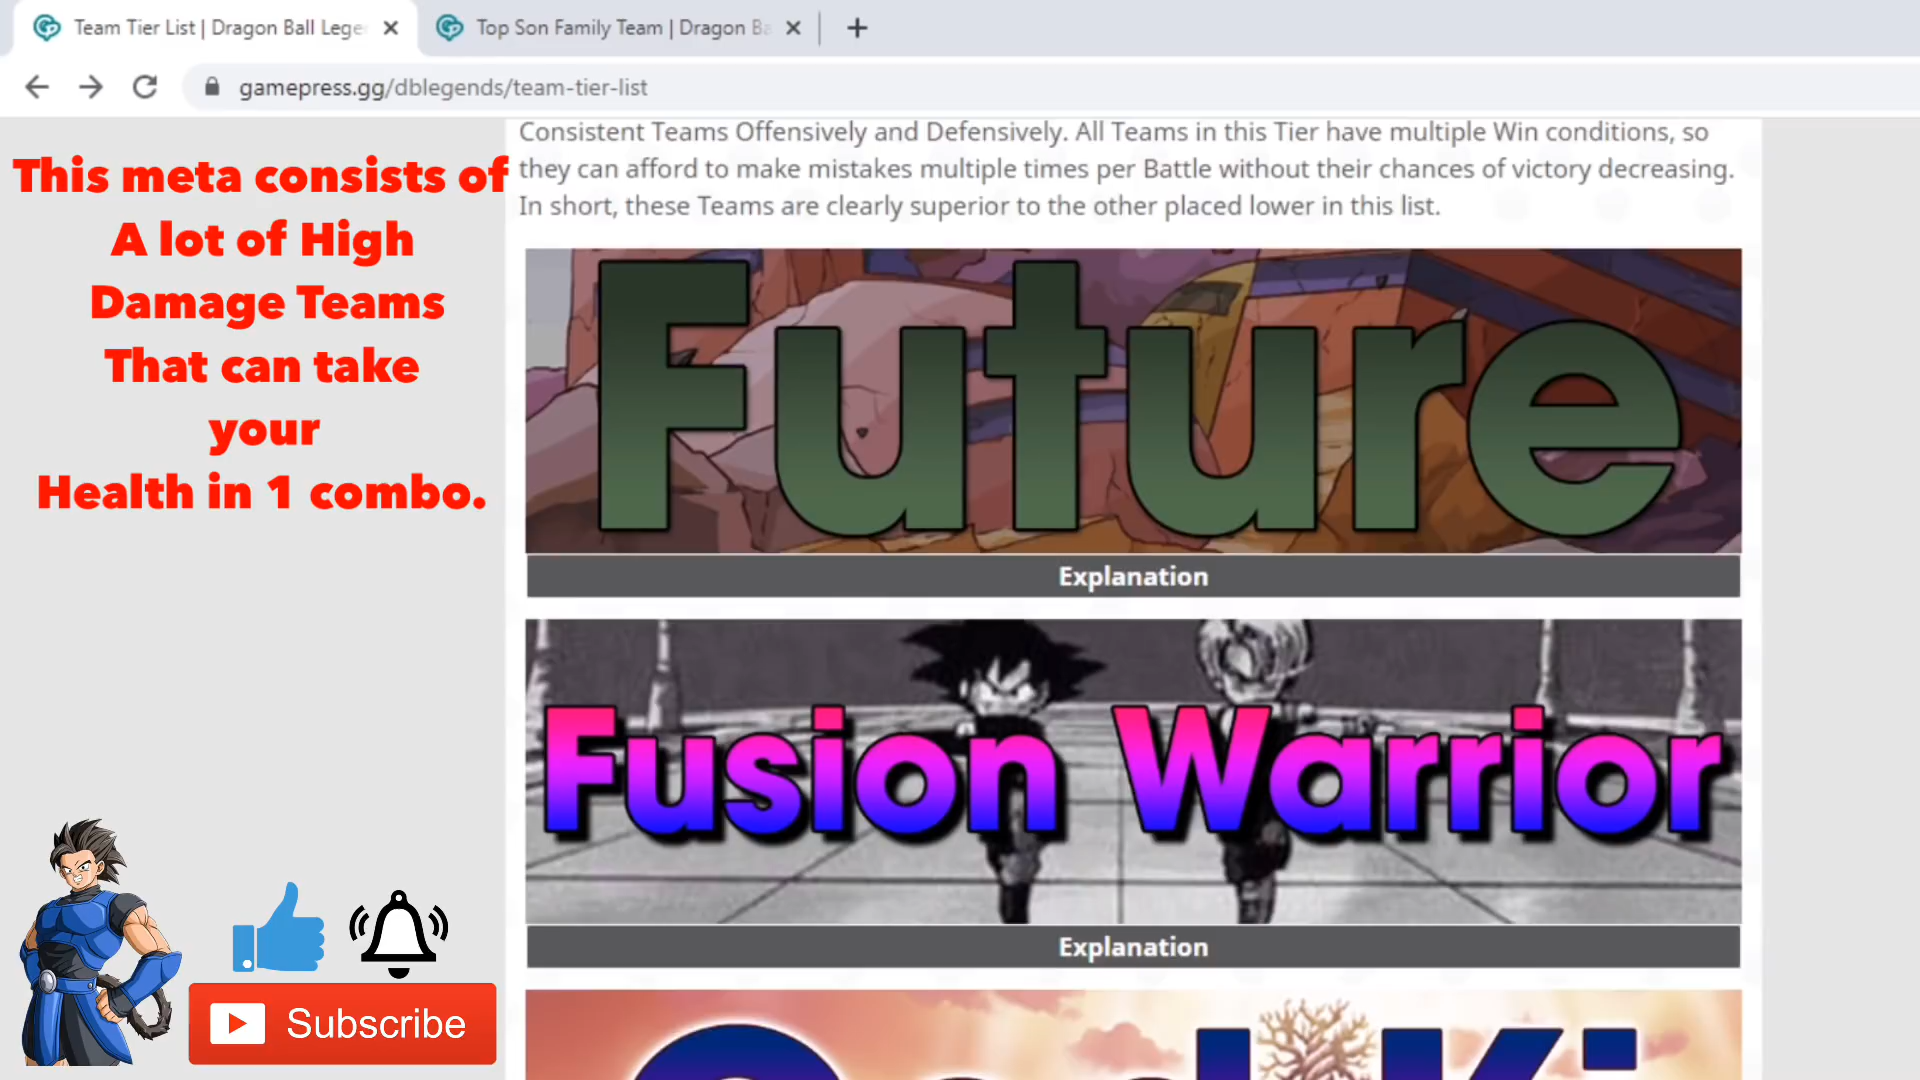 Team Tier List | Dragon Ball Lege
Top Son Family Team | Dragon Ba
gamepress.gg/dblegends/team-tier-list
This meta consists of
A lot of High
Damage Teams
That can take
your
Health in 1 combo.
Consistent Teams Offensively and Defensively. All Teams in this Tier have multiple Win conditions, so
they can afford to make mistakes multiple times per Battle without their chances of victory decreasing.
In short, these Teams are clearly superior to the other placed lower in this list.
Future
Explanation
Fusion Warrior
Explanation
God Ki
Subscribe